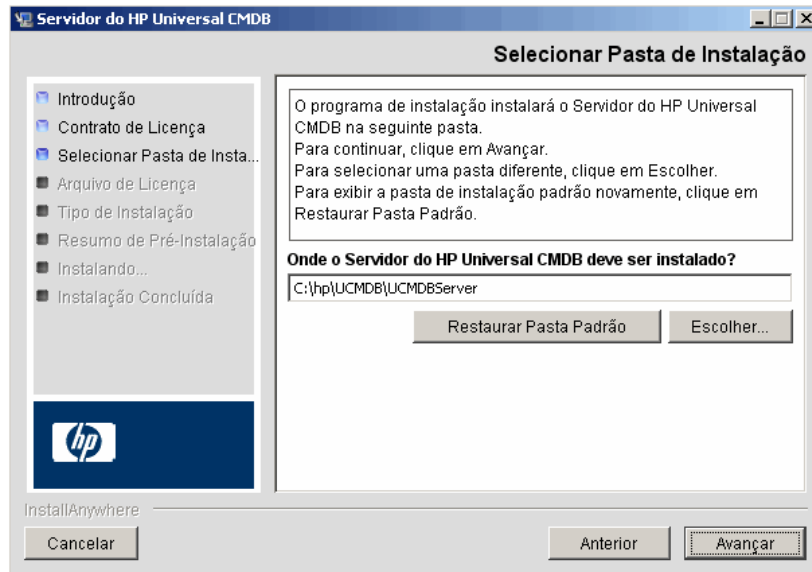 Servidor do HP Universal CMDB
Selecionar Pasta de Instalação
Introdução
Contrato de Licença
Selecionar Pasta de Insta...
Arquivo de Licença
Tipo de Instalação
Resumo de Pré-Instalação
Instalando...
Instalação Concluída
O programa de instalação instalará o Servidor do HP Universal
CMDB na seguinte pasta.
Para continuar, clique em Avançar.
Para selecionar uma pasta diferente, clique em Escolher.
Para exibir a pasta de instalação padrão novamente, clique em
Restaurar Pasta Padrão.
Onde o Servidor do HP Universal CMDB deve ser instalado?
C:\hp\UCMDB\UCMDBServer
Restaurar Pasta Padrão
Escolher...
hp
InstallAnywhere
Cancelar
Anterior
Avançar